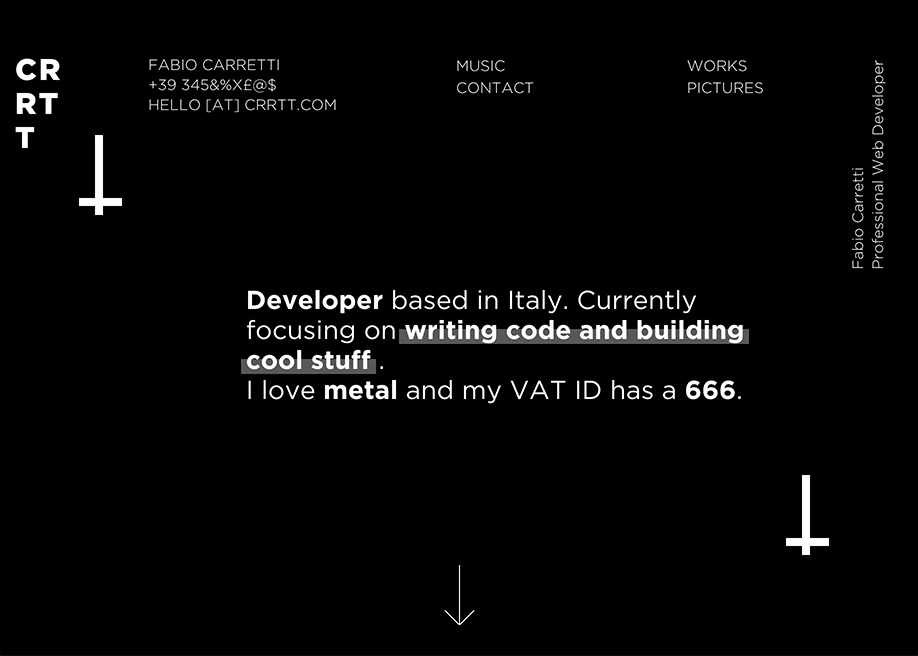 CR
RT
T
FABIO CARRETTI
+39 345&%X£@$
HELLO [AT] CRRTT.COM
MUSIC
CONTACT
WORKS
PICTURES
Fabio Carretti
Professional Web Developer
Developer based in Italy. Currently
focusing on writing code and building
cool stuff .
I love metal and my VAT ID has a 666.